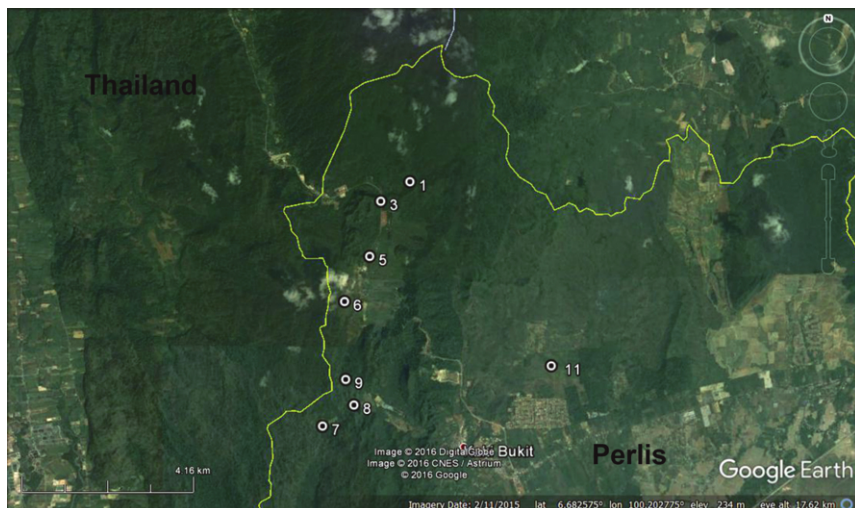 N
Thailand
1
3
5
6
11
9
8
7
Bukit
Image © 2016 DigitalGlobe
Image © 2016 CNES / Astrium
© 2016 Google
Perlis
4.16 km
Google Earth
Imagery Date: 2/11/2015 lat 6.682575° lon 100.202775° elev 234 m eye alt 17.62 km